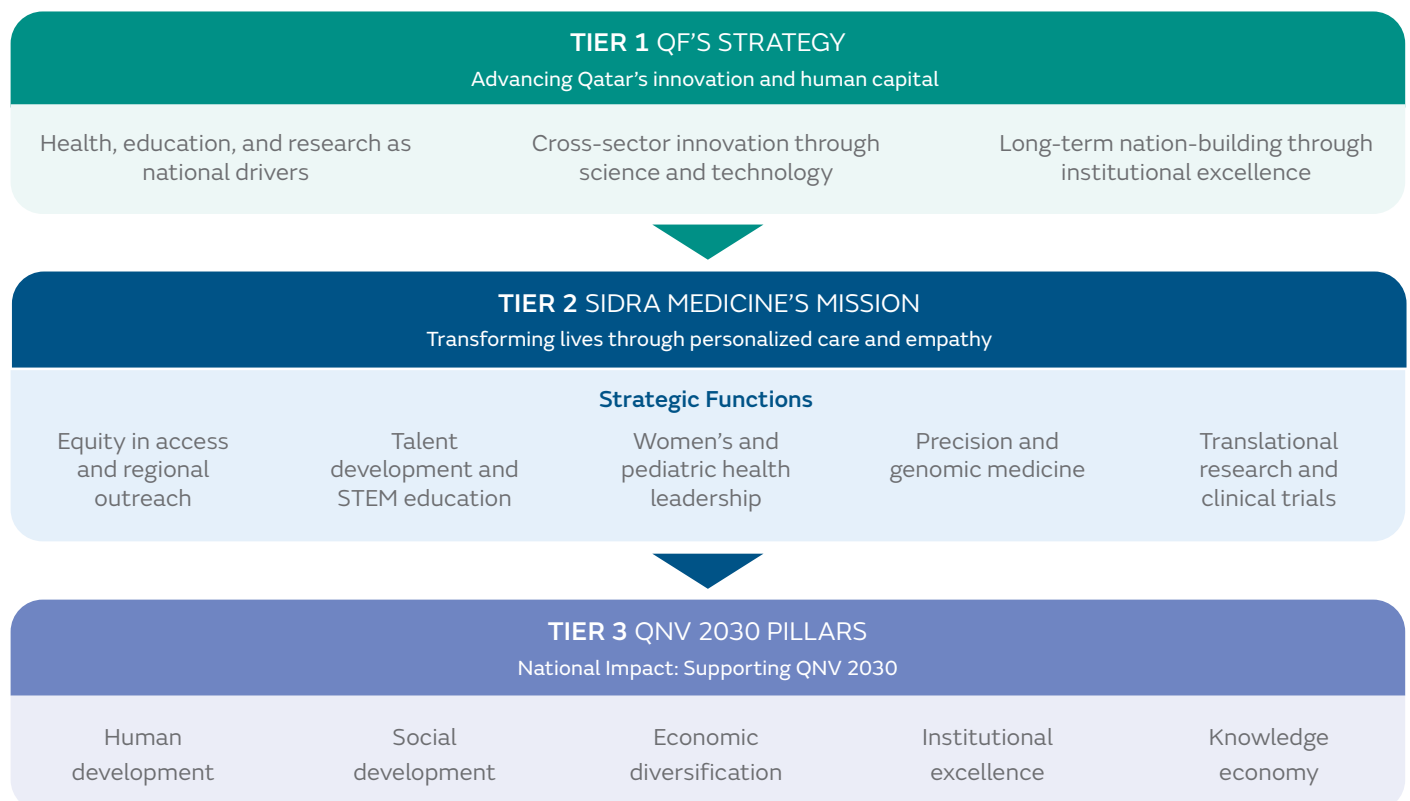 TIER 1 QF'S STRATEGY
Advancing Qatar's innovation and human capital
Health, education, and research as
national drivers
Cross-sector innovation through
science and technology
Long-term nation-building through
institutional excellence
TIER 2 SIDRA MEDICINE'S MISSION
Transforming lives through personalized care and empathy
Strategic Functions
Equity in access
and regional
outreach
Talent
development and
STEM education
Women's and
pediatric health
leadership
Precision and
genomic medicine
Translational
research and
clinical trials
TIER 3 QNV 2030 PILLARS
National Impact: Supporting QNV 2030
Human
development
Social
development
Economic
diversification
Institutional
excellence
Knowledge
economy